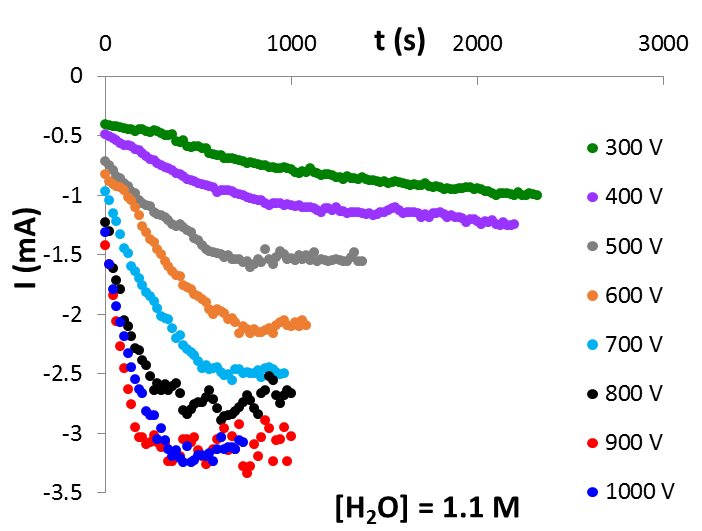 0 1000 t (s) 2000 3000
0
-0.5
-1
-1.5
-2
-2.5
-3
-3.5
I (mA)
300 V
400 V
500 V
600 V
700 V
800 V
900 V
1000 V
[H₂O] = 1.1 M